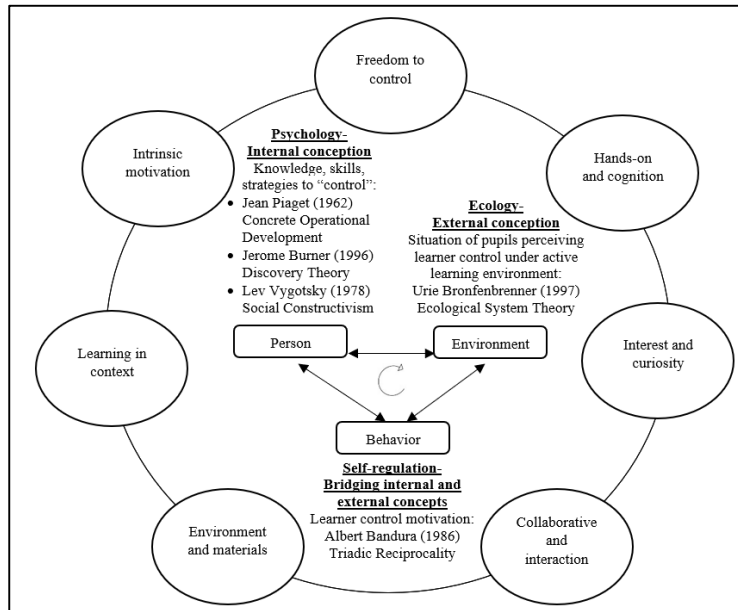 Freedom to
control
Intrinsic
motivation
Hands-on
and cognition
Psychology-
Internal conception
Knowledge, skills,
strategies to “control”:
• Jean Piaget (1962)
Concrete Operational
Development
• Jerome Burner (1996)
Discovery Theory
• Lev Vygotsky (1978)
Social Constructivism
Ecology-
External conception
Situation of pupils perceiving
learner control under active
learning environment:
Urie Bronfenbrenner (1997)
Ecological System Theory
Learning in
context
Person
Environment
Interest and
curiosity
Behavior
Self-regulation-
Bridging internal and
external concepts
Learner control motivation:
Albert Bandura (1986)
Triadic Reciprocality
Environment
and materials
Collaborative and
interaction